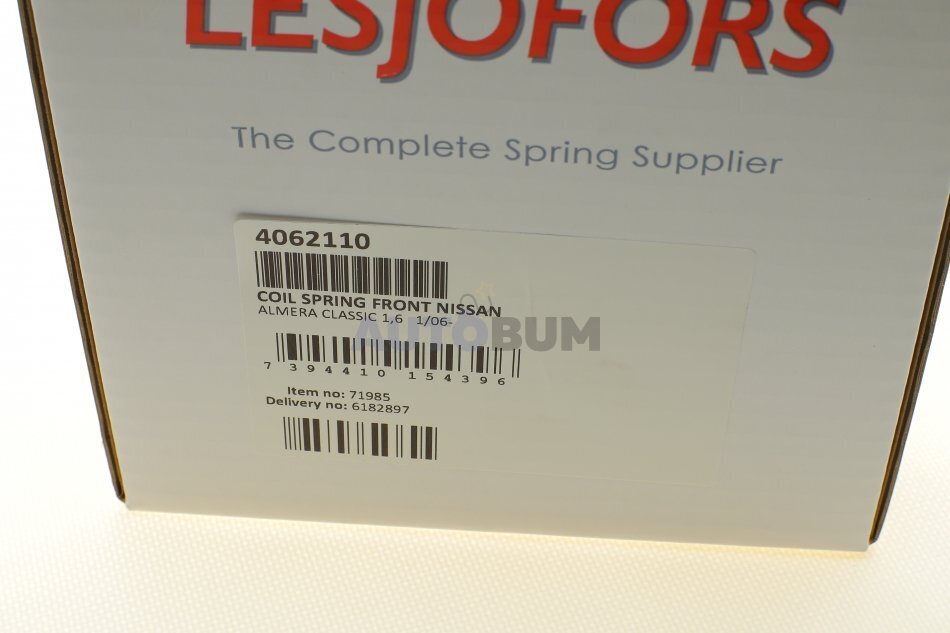 LESJÖFORS
The Complete Spring Supplier
4062110
COIL SPRING FRONT NISSAN
ALMERA CLASSIC 1,6 1/06-
AUTOBUM
7 394410 154396
Item no: 71985
Delivery no: 6182897